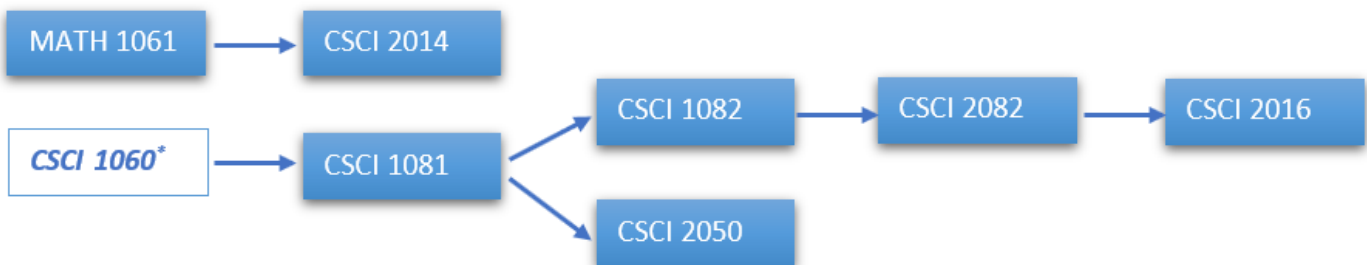 MATH 1061
CSCI 2014
CSCI 1060*
CSCI 1081
CSCI 1082
CSCI 2082
CSCI 2016
CSCI 2050